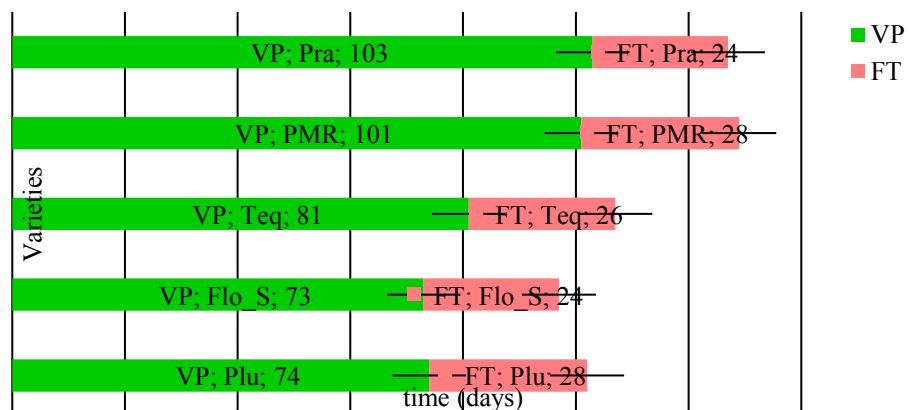 VP; Pra; 103
FT; Pra; 24
VP; PMR; 101
FT; PMR; 28
VP; Teq; 81
FT; Teq; 26
VP; Flo_S; 73
FT; Flo_S; 24
VP; Plu; 74
FT; Plu; 28
Varieties
time (days)
VP
FT